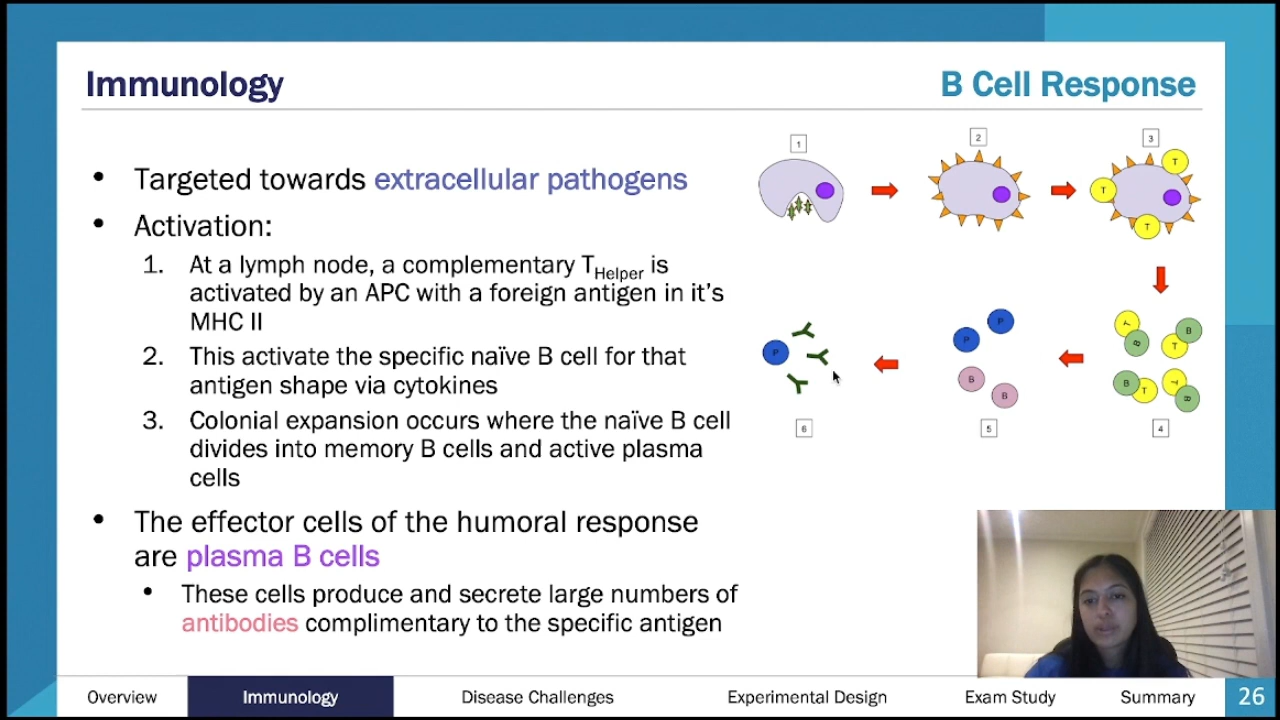 Immunology
B Cell Response
• Targeted towards extracellular pathogens
• Activation:
1. At a lymph node, a complementary THelper is
activated by an APC with a foreign antigen in it's
MHC II
2. This activate the specific naïve B cell for that
antigen shape via cytokines
3. Colonial expansion occurs where the naïve B cell
divides into memory B cells and active plasma
cells
• The effector cells of the humoral response
are plasma B cells
• These cells produce and secrete large numbers of
antibodies complimentary to the specific antigen
1
2
3
T
T
T
P
P
P
B
B
T
B
B
T
B
T
T
B
6
5
4
Overview
Immunology
Disease Challenges
Experimental Design
Exam Study
Summary
26